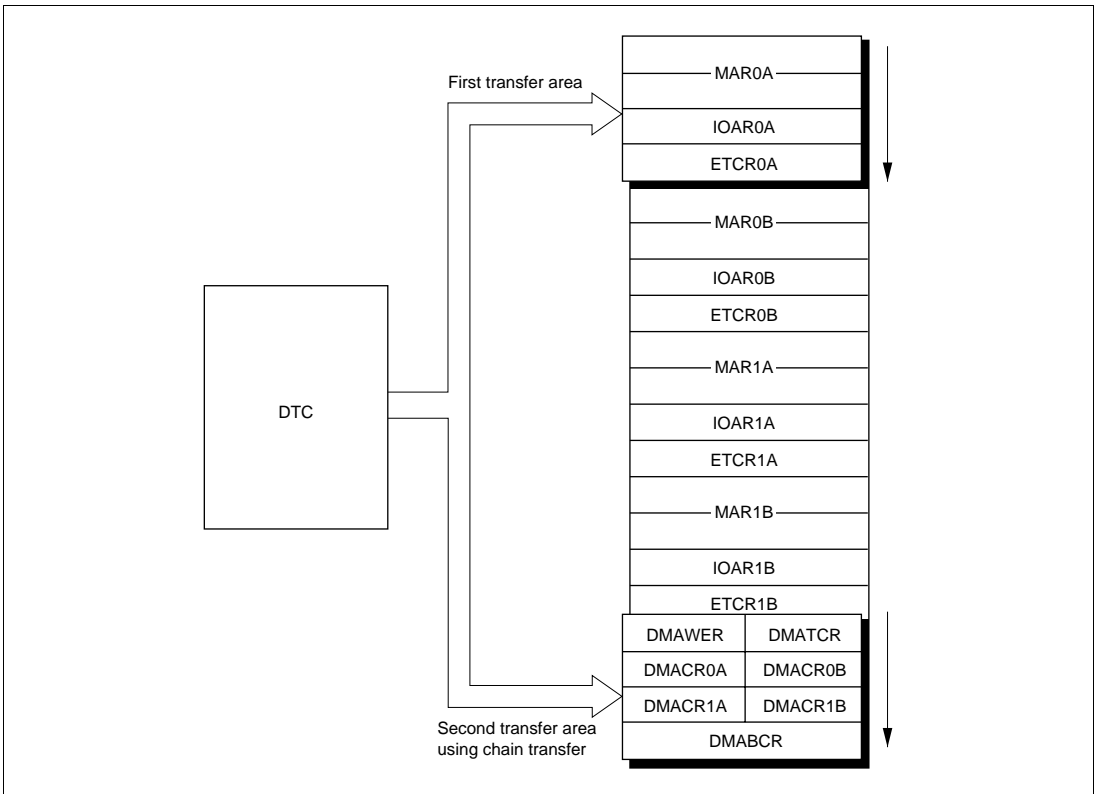 First transfer area
MAR0A
IOAR0A
ETCR0A
MAR0B
IOAR0B
ETCR0B
MAR1A
DTC
IOAR1A
ETCR1A
MAR1B
IOAR1B
ETCR1B
DMAWER DMATCR
DMACR0A DMACR0B
DMACR1A DMACR1B
Second transfer area
using chain transfer
DMABCR